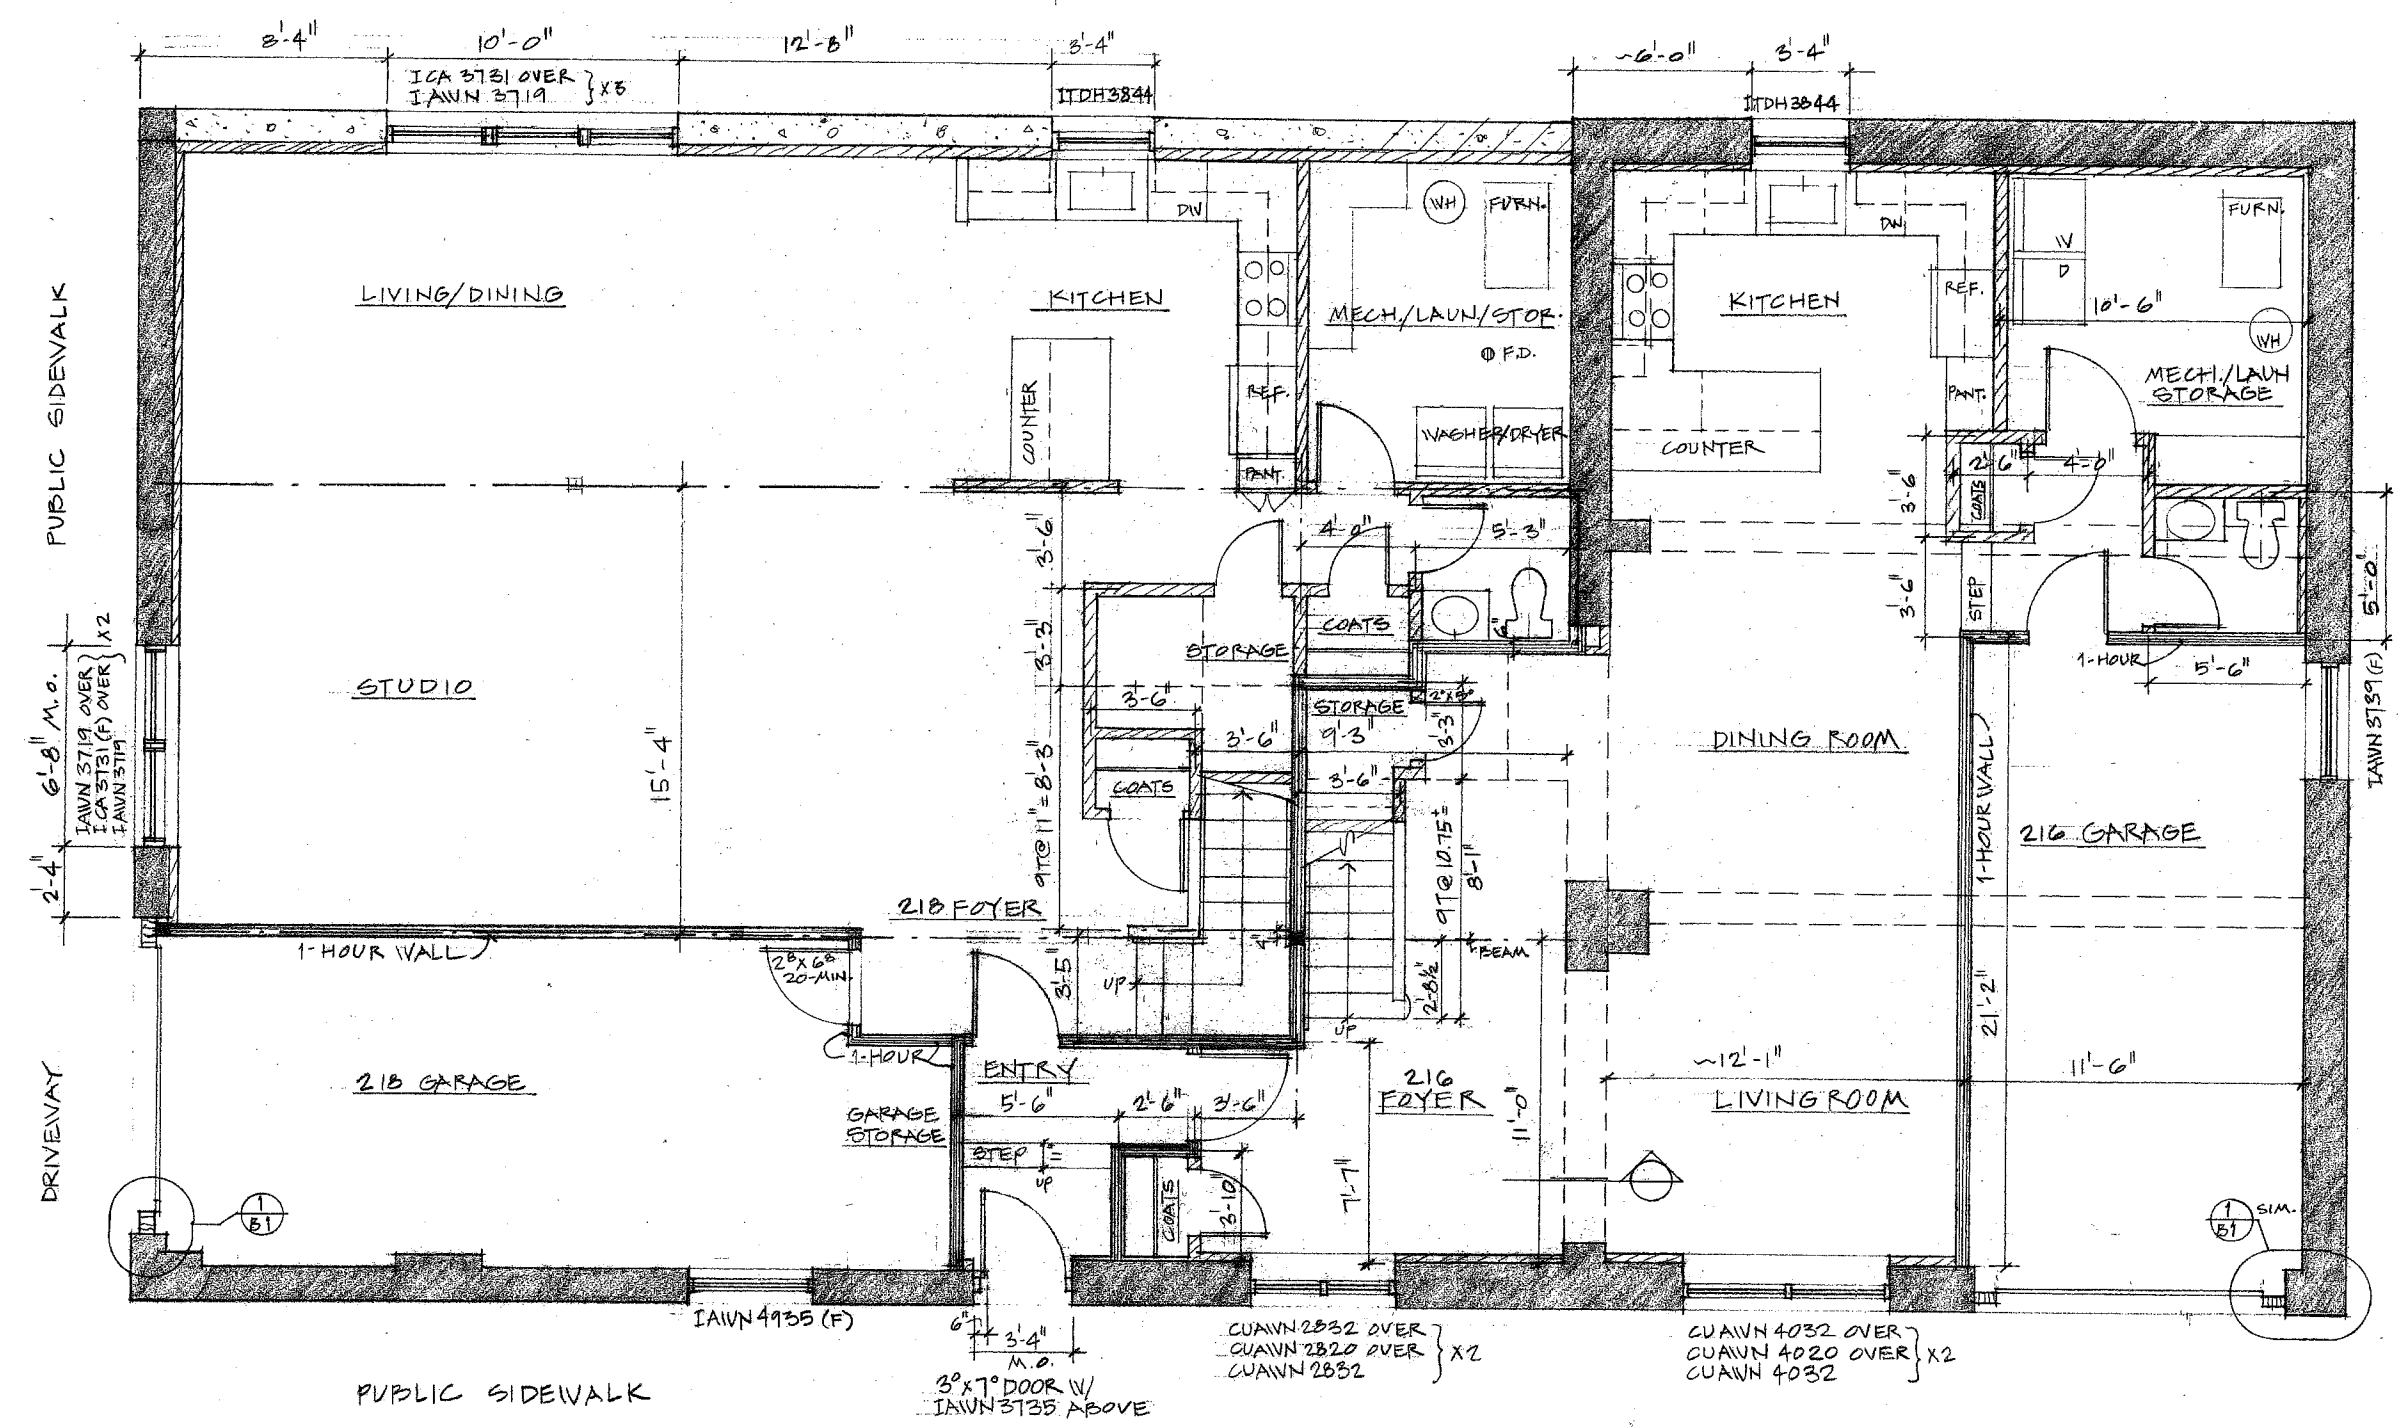 8'-4"
10'-0"
12'-8"
3'-4"
~6'-0"
3'-4"
ICA 3731 OVER
IAWN 3719
} X3
ITDH3844
ITDH3844
DW
WH
FURN.
DW
W
D
FURN.
PUBLIC SIDEWALK
LIVING/DINING
KITCHEN
MECH./LAUN/STOR.
F.D.
KITCHEN
REF.
10'-6"
WH
MECH./LAUN
STORAGE
COUNTER
REF.
WASHER/DRYER
PANT.
COUNTER
PANT.
2'-6"
4'-0"
COATS
3'-6"
3'-6"
STEP
3'-6"
4'-0"
5'-3"
5'-0"
COATS
6"
STORAGE
3'-3"
1-HOUR
5'-6"
IAWN 3739 (F)
6'-8" M.O.
IAWN 3719 OVER
ICA 3731 (F) OVER
IAWN 3719
} X2
2'-4"
STUDIO
15'-4"
3'-6"
STORAGE
2⁰X5⁰
9'-3"
3'-3"
3'-6"
3'-6"
COATS
9T@11"=8'-3"
9T@10.75±
8'-1"
DINING ROOM
1-HOUR WALL
216 GARAGE
218 FOYER
1-HOUR WALL
2⁸X6⁸
20-MIN.
3'-5"
UP
4"
BEAM
2'-8½"
UP
21'-2"
218 GARAGE
1-HOUR
GARAGE
STORAGE
ENTRY
5'-6"
2'-6"
3'-6"
STEP
11"
UP
COATS
3'-10"
216
FOYER
7'-7"
11'-0"
~12'-1"
LIVING ROOM
11'-6"
DRIVEWAY
1
B1
1
B1
SIM.
IAWN 4935 (F)
6"
3'-4"
M.O.
3⁰X7⁰ DOOR W/
IAWN 3735 ABOVE
CUAWN 2832 OVER
CUAWN 2820 OVER
CUAWN 2832
} X2
CUAWN 4032 OVER
CUAWN 4020 OVER
CUAWN 4032
} X2
PUBLIC SIDEWALK